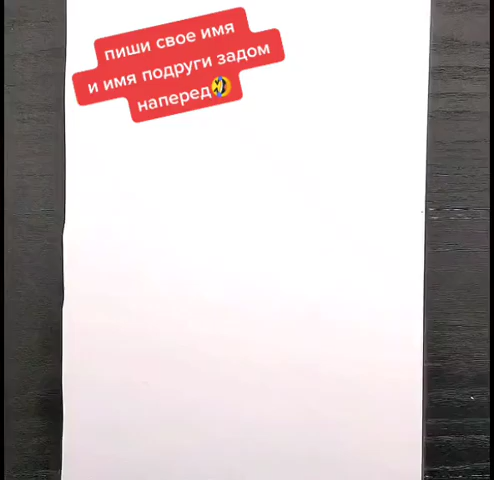 пиши свое имя
и имя подруги задом
наперед🤣